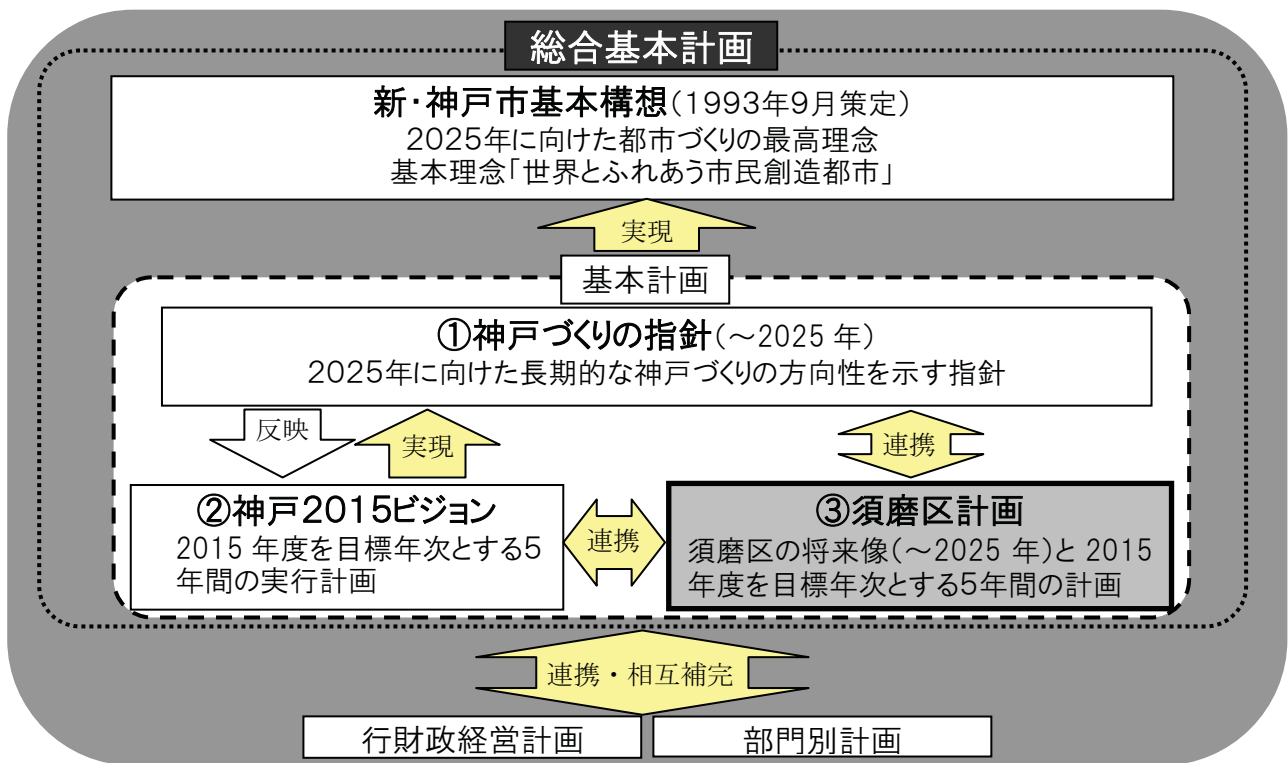 総合基本計画
新・神戸市基本構想(1993年9月策定)
2025年に向けた都市づくりの最高理念
基本理念「世界とふれあう市民創造都市」
実現
基本計画
①神戸づくりの指針(～2025 年)
2025年に向けた長期的な神戸づくりの方向性を示す指針
反映
実現
連携
②神戸2015ビジョン
2015 年度を目標年次とする5
年間の実行計画
連携
③須磨区計画
須磨区の将来像(～2025 年)と 2015
年度を目標年次とする5年間の計画
連携・相互補完
行財政経営計画
部門別計画